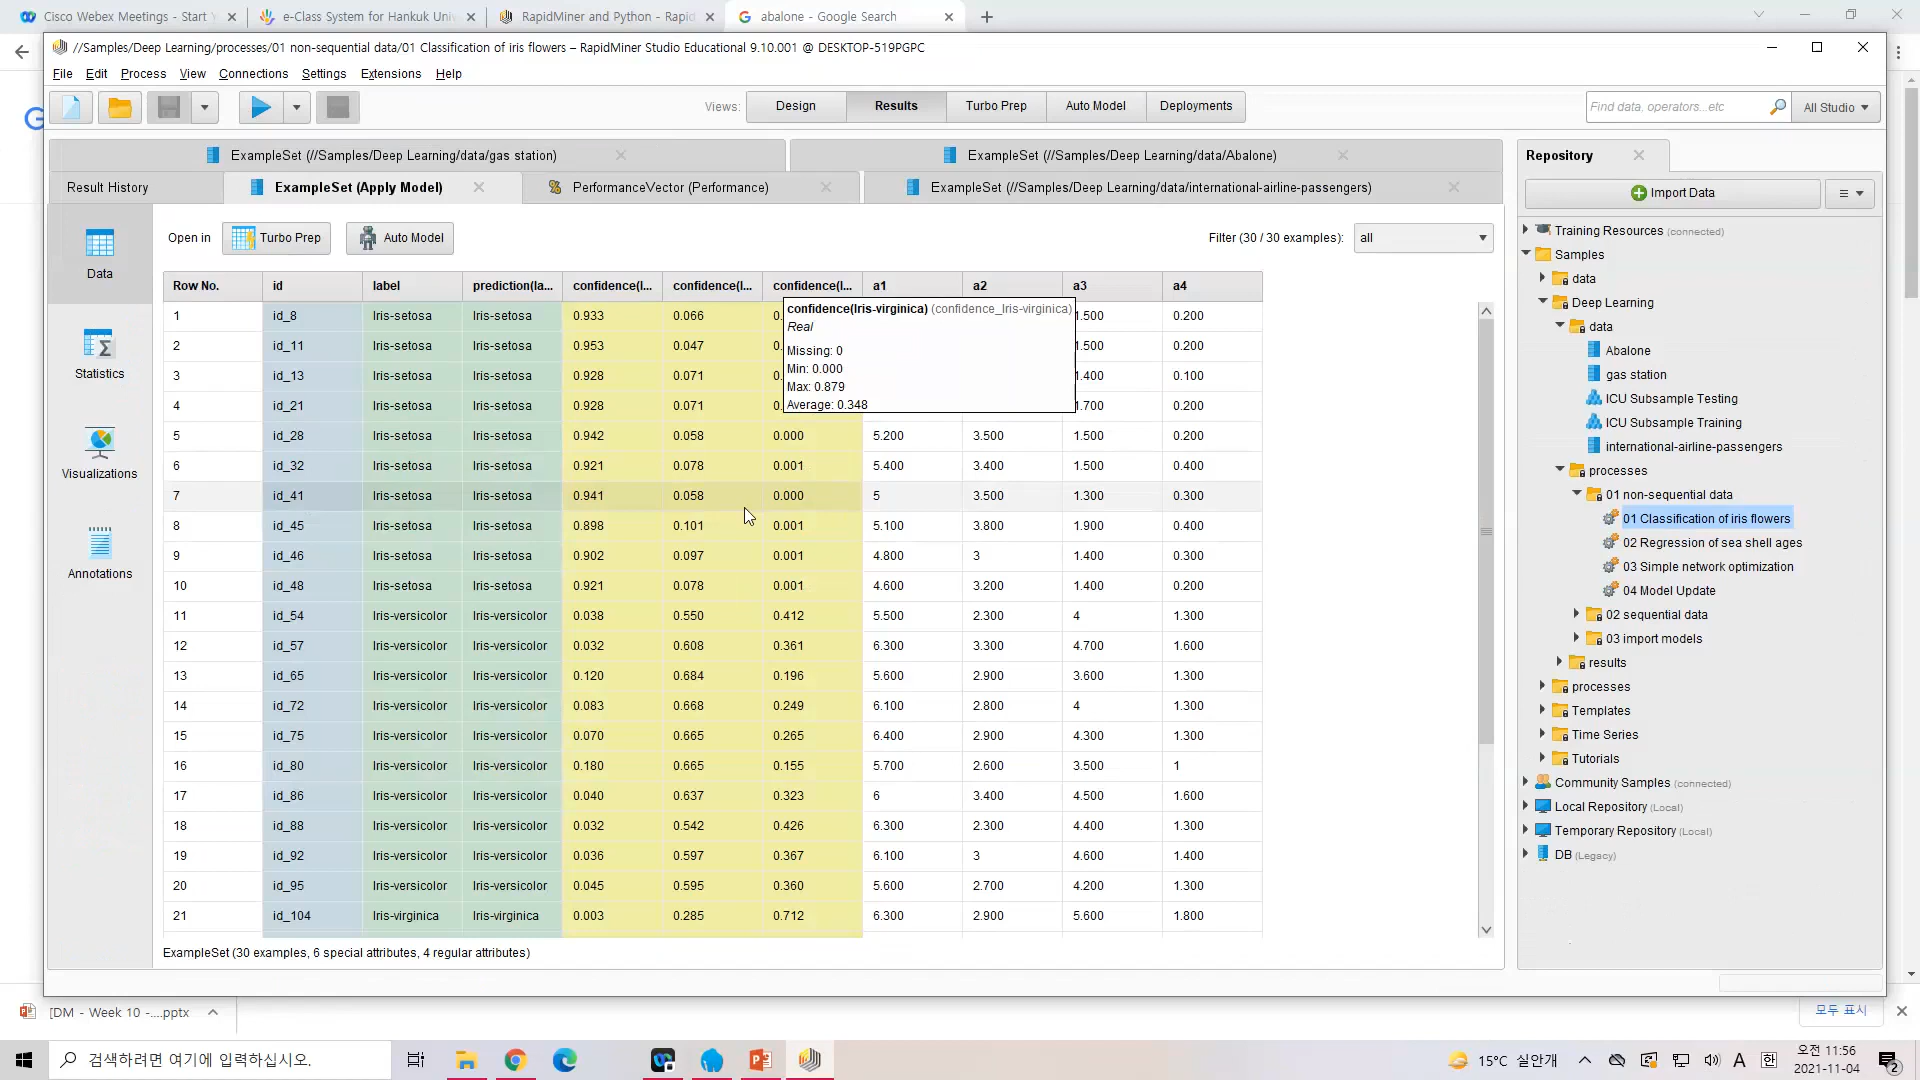 Cisco Webex Meetings - Start Y
e-Class System for Hankuk Univ
RapidMiner and Python - Rapid
abalone - Google Search
//Samples/Deep Learning/processes/01 non-sequential data/01 Classification of iris flowers – RapidMiner Studio Educational 9.10.001 @ DESKTOP-519PGPC
File Edit Process View Connections Settings Extensions Help
Views: Design Results Turbo Prep Auto Model Deployments
Find data, operators...etc All Studio
ExampleSet (//Samples/Deep Learning/data/gas station)
ExampleSet (//Samples/Deep Learning/data/Abalone)
Result History
ExampleSet (Apply Model)
PerformanceVector (Performance)
ExampleSet (//Samples/Deep Learning/data/international-airline-passengers)
Data
Statistics
Visualizations
Annotations
Open in Turbo Prep Auto Model
Filter (30 / 30 examples): all
Row No. id label prediction(la... confidence(I... confidence(I... confidence(I... a1 a2 a3 a4
1 id_8 Iris-setosa Iris-setosa 0.933 0.066 1.500 0.200
2 id_11 Iris-setosa Iris-setosa 0.953 0.047 1.500 0.200
3 id_13 Iris-setosa Iris-setosa 0.928 0.071 1.400 0.100
4 id_21 Iris-setosa Iris-setosa 0.928 0.071 1.700 0.200
confidence(Iris-virginica) (confidence_Iris-virginica)
Real
Missing: 0
Min: 0.000
Max: 0.879
Average: 0.348
5 id_28 Iris-setosa Iris-setosa 0.942 0.058 0.000 5.200 3.500 1.500 0.200
6 id_32 Iris-setosa Iris-setosa 0.921 0.078 0.001 5.400 3.400 1.500 0.400
7 id_41 Iris-setosa Iris-setosa 0.941 0.058 0.000 5 3.500 1.300 0.300
8 id_45 Iris-setosa Iris-setosa 0.898 0.101 0.001 5.100 3.800 1.900 0.400
9 id_46 Iris-setosa Iris-setosa 0.902 0.097 0.001 4.800 3 1.400 0.300
10 id_48 Iris-setosa Iris-setosa 0.921 0.078 0.001 4.600 3.200 1.400 0.200
11 id_54 Iris-versicolor Iris-versicolor 0.038 0.550 0.412 5.500 2.300 4 1.300
12 id_57 Iris-versicolor Iris-versicolor 0.032 0.608 0.361 6.300 3.300 4.700 1.600
13 id_65 Iris-versicolor Iris-versicolor 0.120 0.684 0.196 5.600 2.900 3.600 1.300
14 id_72 Iris-versicolor Iris-versicolor 0.083 0.668 0.249 6.100 2.800 4 1.300
15 id_75 Iris-versicolor Iris-versicolor 0.070 0.665 0.265 6.400 2.900 4.300 1.300
16 id_80 Iris-versicolor Iris-versicolor 0.180 0.665 0.155 5.700 2.600 3.500 1
17 id_86 Iris-versicolor Iris-versicolor 0.040 0.637 0.323 6 3.400 4.500 1.600
18 id_88 Iris-versicolor Iris-versicolor 0.032 0.542 0.426 6.300 2.300 4.400 1.300
19 id_92 Iris-versicolor Iris-versicolor 0.036 0.597 0.367 6.100 3 4.600 1.400
20 id_95 Iris-versicolor Iris-versicolor 0.045 0.595 0.360 5.600 2.700 4.200 1.300
21 id_104 Iris-virginica Iris-virginica 0.003 0.285 0.712 6.300 2.900 5.600 1.800
ExampleSet (30 examples, 6 special attributes, 4 regular attributes)
Repository
Import Data
Training Resources (connected)
Samples
data
Deep Learning
data
Abalone
gas station
ICU Subsample Testing
ICU Subsample Training
international-airline-passengers
processes
01 non-sequential data
01 Classification of iris flowers
02 Regression of sea shell ages
03 Simple network optimization
04 Model Update
02 sequential data
03 import models
results
processes
Templates
Time Series
Tutorials
Community Samples (connected)
Local Repository (Local)
Temporary Repository (Local)
DB (Legacy)
[DM - Week 10 -....pptx
모두 표시
검색하려면 여기에 입력하십시오.
15°C 실안개
A 한
오전 11:56
2021-11-04
2